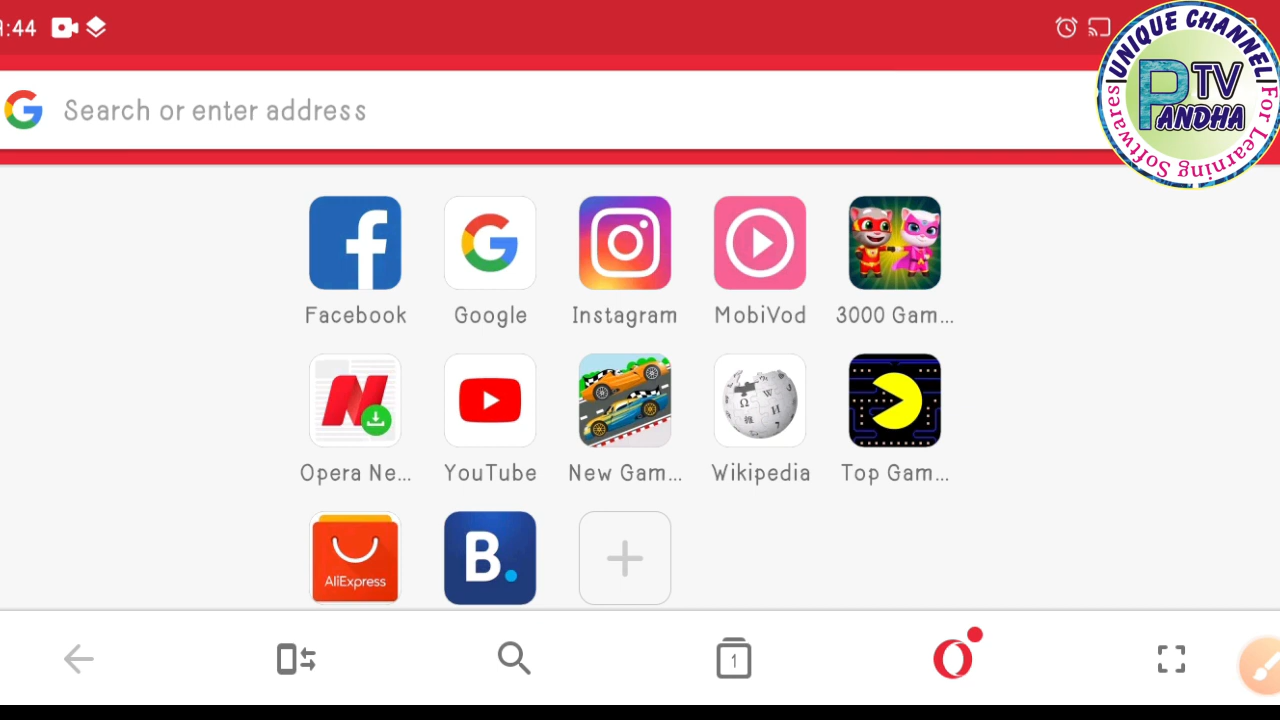 :44
UNIQUE CHANNEL
TV
PANDHA
For Learning Softwares
Search or enter address
Facebook
Google
Instagram
MobiVod
3000 Gam...
Opera Ne...
YouTube
New Gam...
Wikipedia
Top Gam...
AliExpress
B.
1